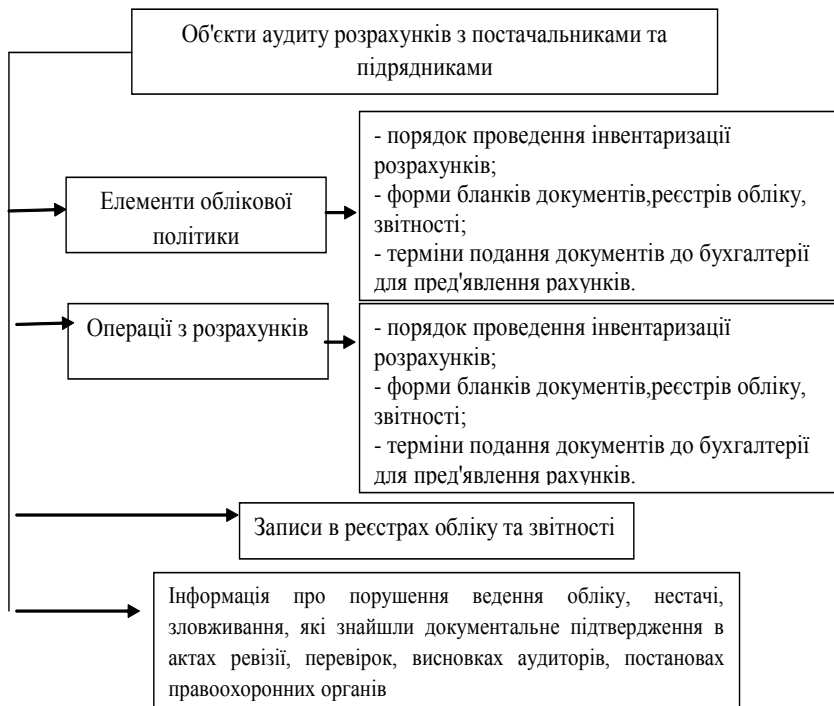 Об'єкти аудиту розрахунків з постачальниками та
підрядниками
Елементи облікової
політики
- порядок проведення інвентаризації
розрахунків;
- форми бланків документів,реєстрів обліку,
звітності;
- терміни подання документів до бухгалтерії
для пред'явлення рахунків.
Операції з розрахунків
- порядок проведення інвентаризації
розрахунків;
- форми бланків документів,реєстрів обліку,
звітності;
- терміни подання документів до бухгалтерії
для пред'явлення рахунків.
Записи в реєстрах обліку та звітності
Інформація про порушення ведення обліку, нестачі,
зловживання, які знайшли документальне підтвердження в
актах ревізії, перевірок, висновках аудиторів, постановах
правоохоронних органів